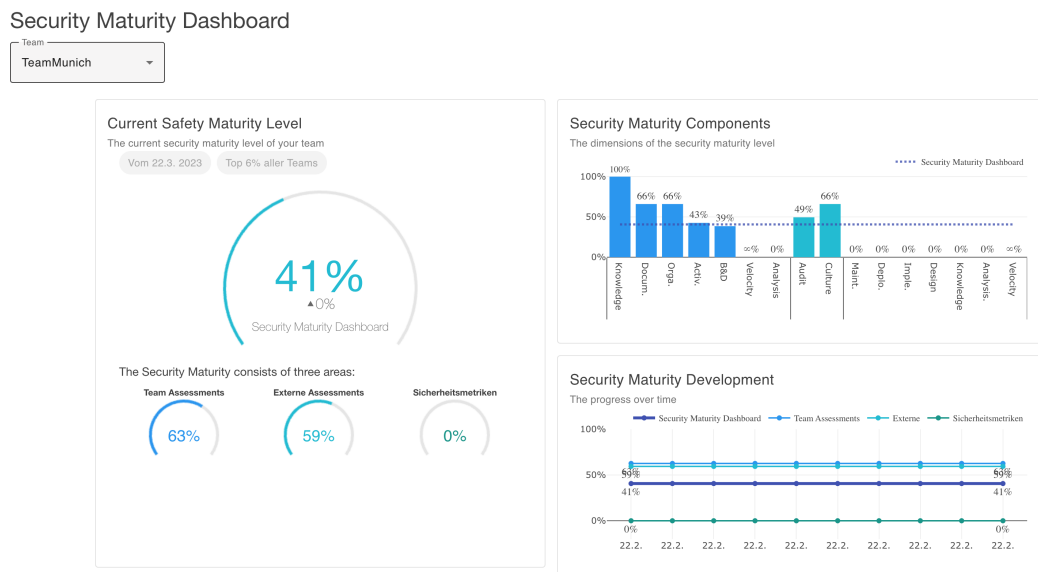 Security Maturity Dashboard
Team
TeamMunich
Current Safety Maturity Level
The current security maturity level of your team
Vom 22.3. 2023
Top 6% aller Teams
41%
▲0%
Security Maturity Dashboard
The Security Maturity consists of three areas:
Team Assessments
Externe Assessments
Sicherheitsmetriken
63%
59%
0%
Security Maturity Components
The dimensions of the security maturity level
Security Maturity Dashboard
100%
50%
0%
100%
66%
66%
43%
39%
∞%
0%
49%
66%
0%
0%
0%
0%
0%
0%
∞%
Knowledge
Docum.
Orga.
Activ.
B&D
Velocity
Analysis
Audit
Culture
Maint.
Deplo.
Imple.
Design
Knowledge
Analysis.
Velocity
Security Maturity Development
The progress over time
Security Maturity Dashboard
Team Assessments
Externe
Sicherheitsmetriken
100%
50%
0%
63%
59%
41%
0%
63%
59%
41%
0%
22.2.
22.2.
22.2.
22.2.
22.2.
22.2.
22.2.
22.2.
22.2.
22.2.